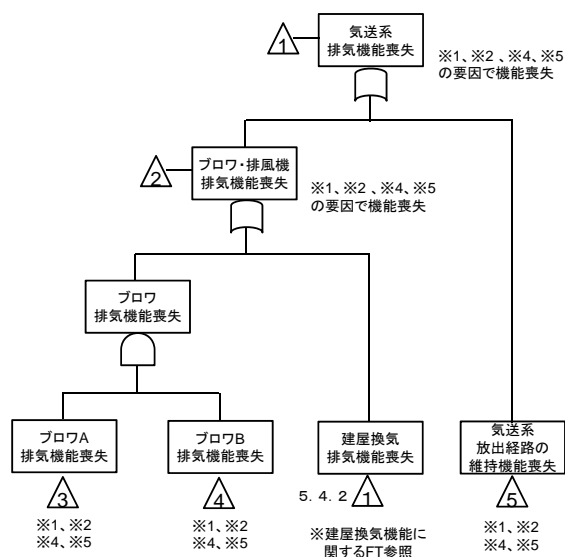 1
気送系
排気機能喪失
※1、※2 、※4、※5
の要因で機能喪失
2
ブロワ・排風機
排気機能喪失
※1、※2 、※4、※5
の要因で機能喪失
ブロワ
排気機能喪失
ブロワA
排気機能喪失
ブロワB
排気機能喪失
建屋換気
排気機能喪失
気送系
放出経路の
維持機能喪失
3
4
5. 4. 2
1
5
※1、※2
※4、※5
※1、※2
※4、※5
※建屋換気機能に
関するFT参照
※1、※2
※4、※5